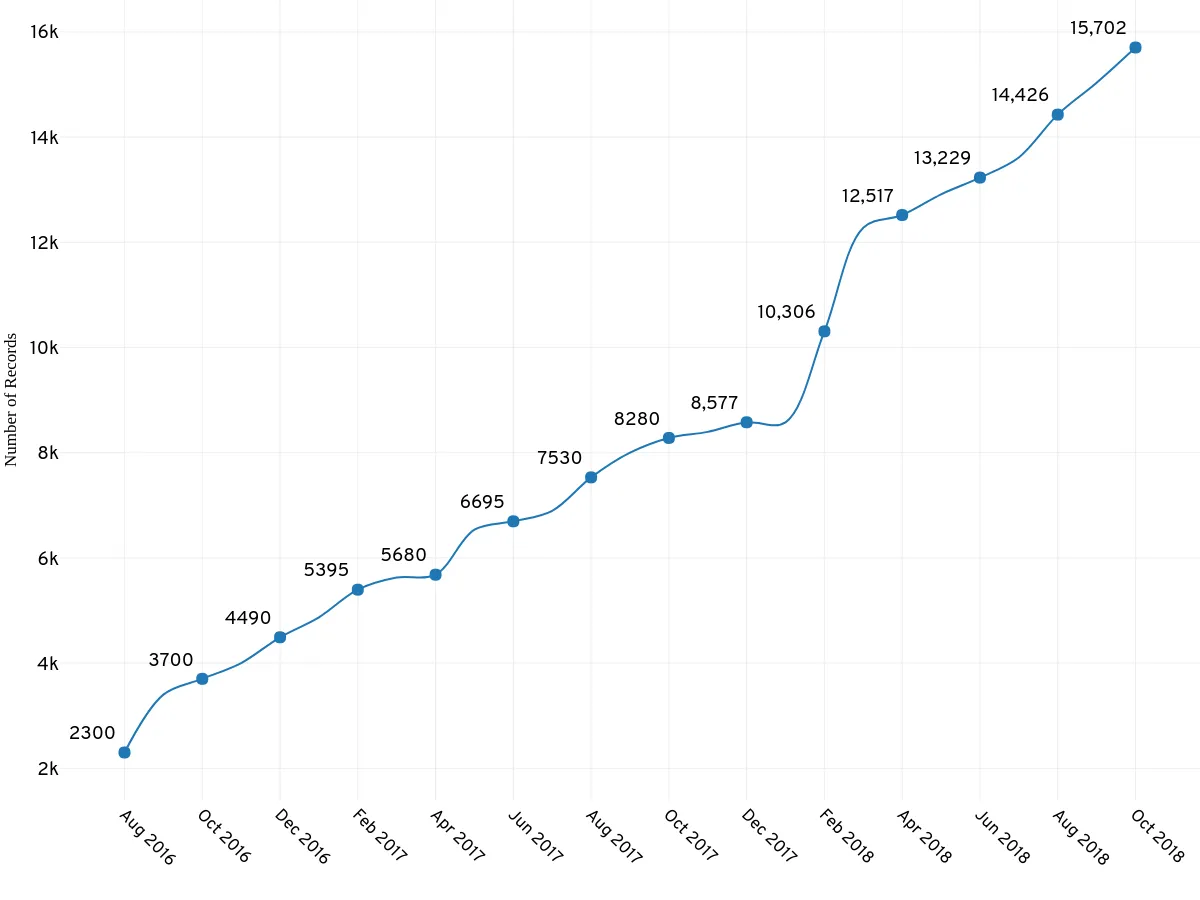 16k
14k
12k
10k
8k
6k
4k
2k
Number of Records
2300
3700
4490
5395
5680
6695
7530
8280
8,577
10,306
12,517
13,229
14,426
15,702
Aug 2016
Oct 2016
Dec 2016
Feb 2017
Apr 2017
Jun 2017
Aug 2017
Oct 2017
Dec 2017
Feb 2018
Apr 2018
Jun 2018
Aug 2018
Oct 2018